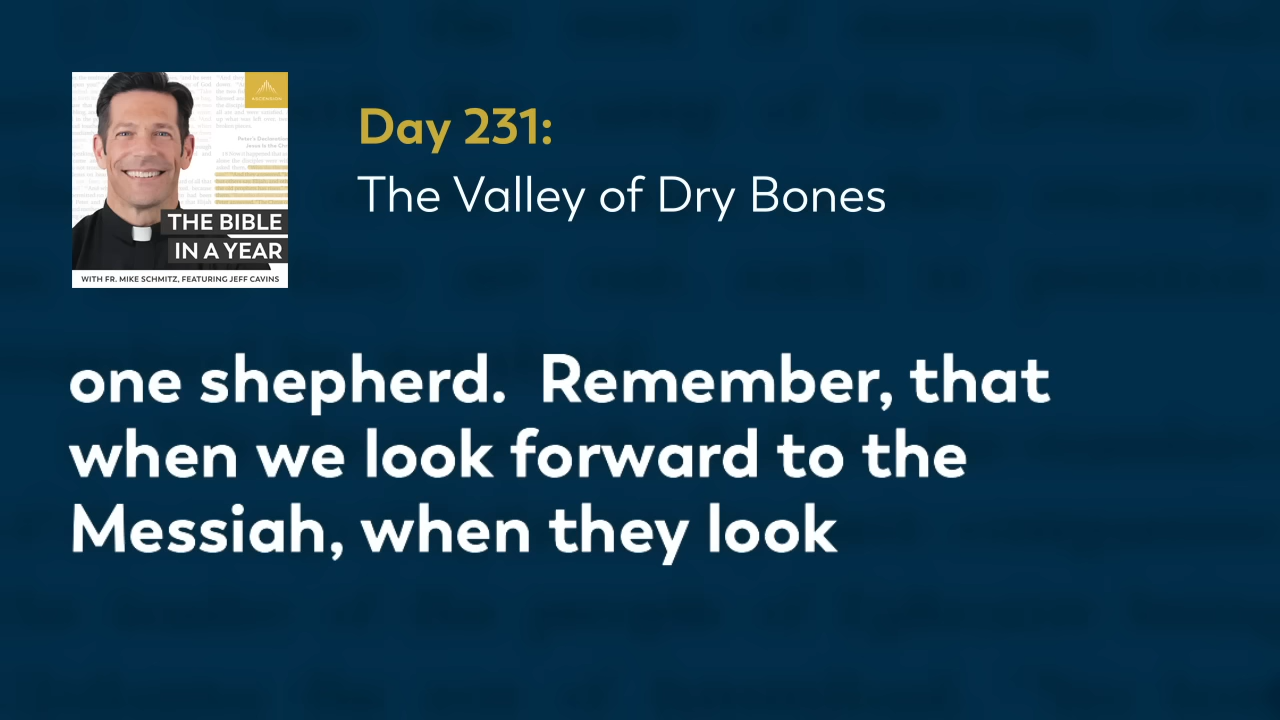 ASCENSION
THE BIBLE
IN A YEAR
WITH FR. MIKE SCHMITZ, FEATURING JEFF CAVINS
Day 231:
The Valley of Dry Bones
one shepherd.  Remember, that
when we look forward to the
Messiah, when they look